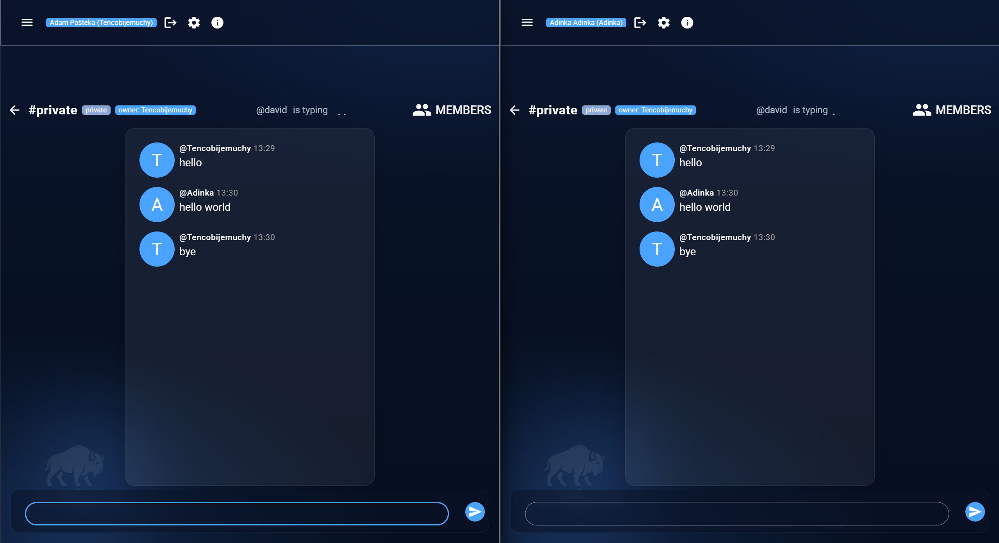 Adam Pašteka (Tencobijemuchy)
#private private owner: Tencobijemuchy @david is typing . . MEMBERS
T
@Tencobijemuchy 13:29
hello
A
@Adinka 13:30
hello world
T
@Tencobijemuchy 13:30
bye
Adinka Adinka (Adinka)
#private private owner: Tencobijemuchy @david is typing . MEMBERS
T
@Tencobijemuchy 13:29
hello
A
@Adinka 13:30
hello world
T
@Tencobijemuchy 13:30
bye